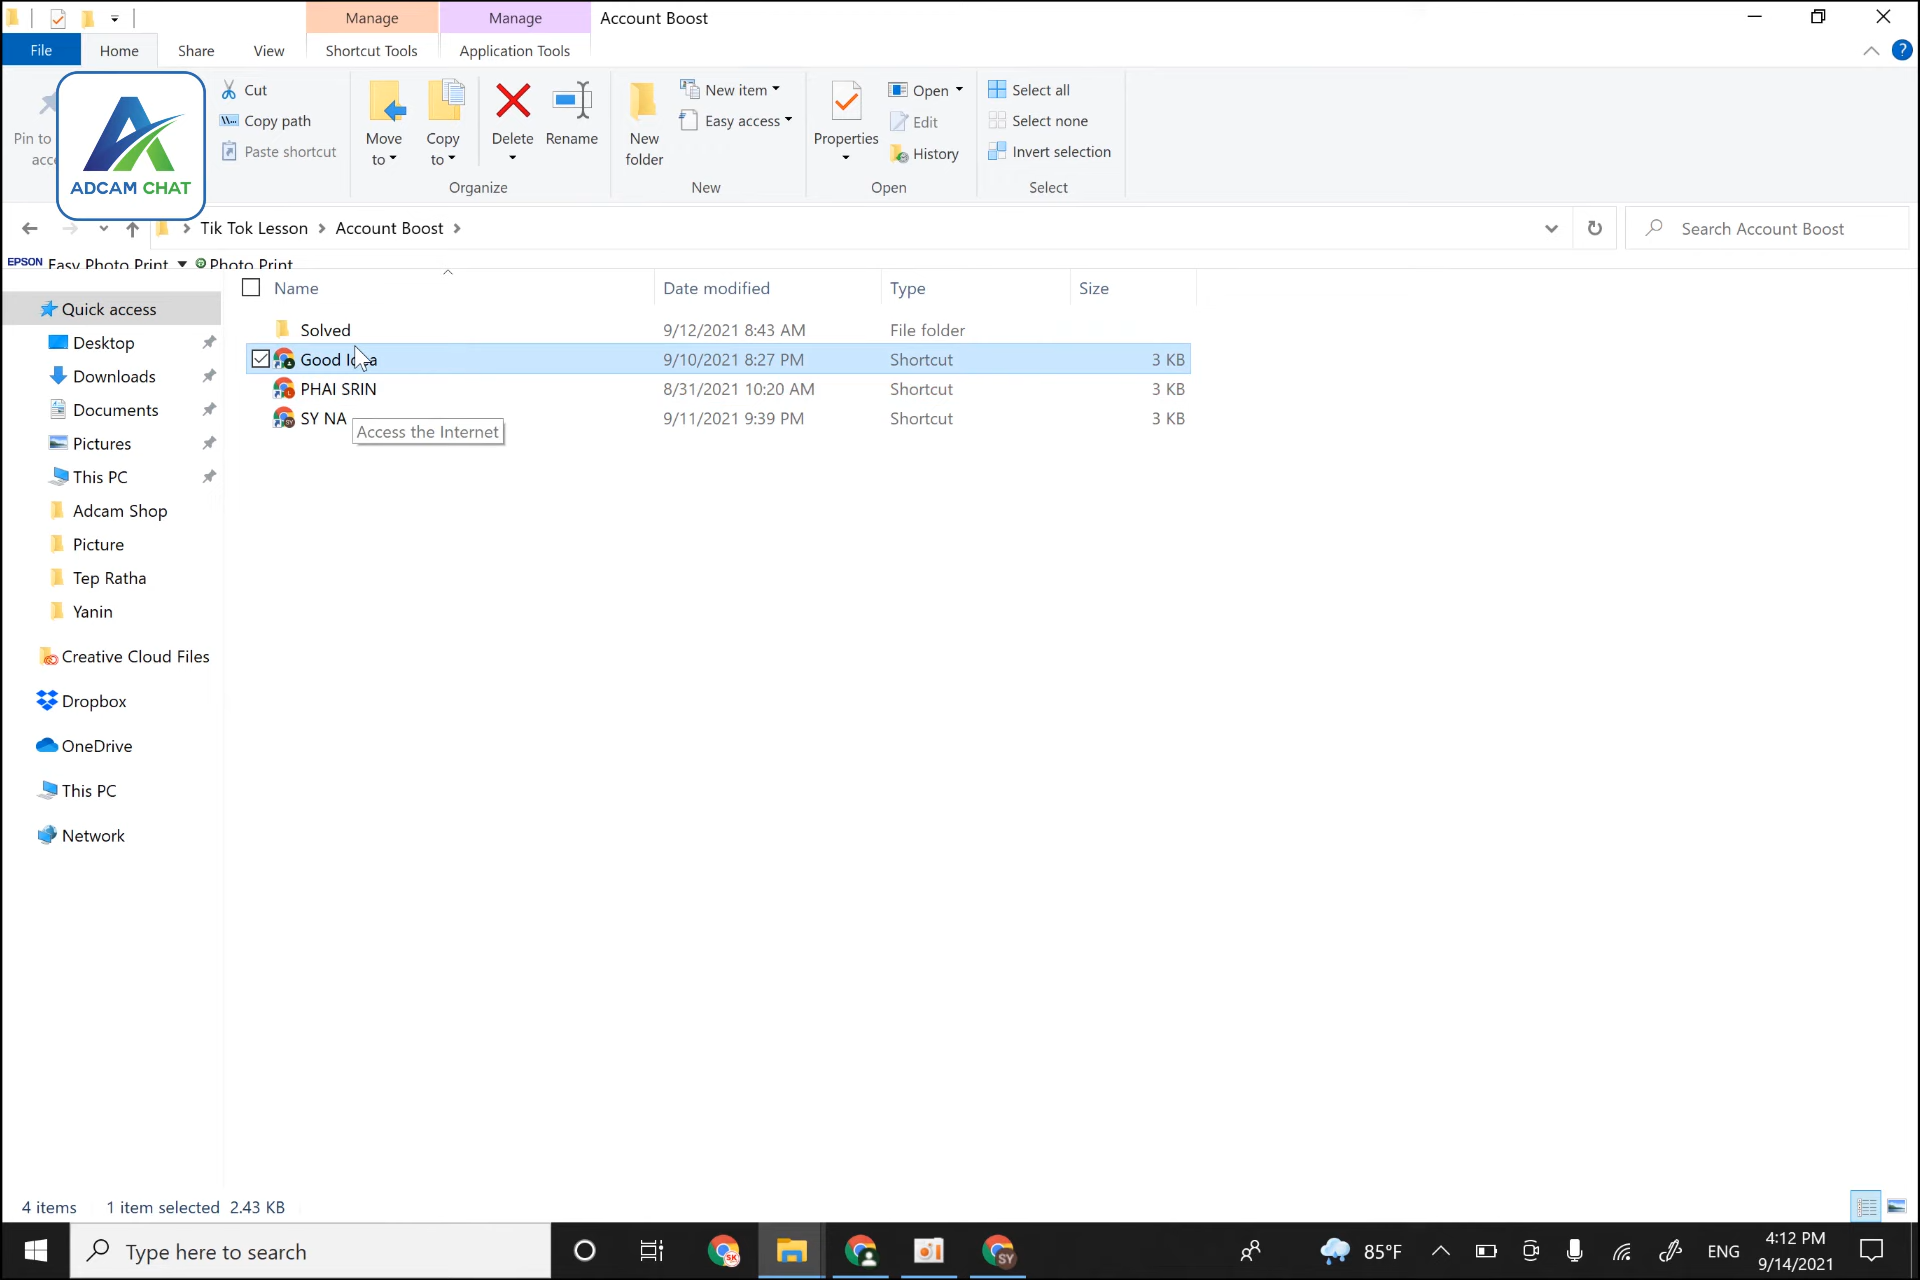 Manage
Manage
Account Boost
File
Home
Share
View
Shortcut Tools
Application Tools
Pin to
Cut
Copy path
Paste shortcut
Move
to
Copy
to
Delete
Rename
Organize
New
folder
New item
Easy access
New
Properties
Open
Edit
History
Open
Select all
Select none
Invert selection
Select
ADCAM CHAT
Tik Tok Lesson > Account Boost >
Search Account Boost
EPSON Easy Photo Print Photo Print
Name Date modified Type Size
Solved 9/12/2021 8:43 AM File folder
Good 9/10/2021 8:27 PM Shortcut 3 KB
PHAI SRIN 8/31/2021 10:20 AM Shortcut 3 KB
SY NA 9/11/2021 9:39 PM Shortcut 3 KB
Access the Internet
Quick access
Desktop
Downloads
Documents
Pictures
This PC
Adcam Shop
Picture
Tep Ratha
Yanin
Creative Cloud Files
Dropbox
OneDrive
This PC
Network
4 items 1 item selected 2.43 KB
Type here to search
SK
SY
85°F
ENG
4:12 PM
9/14/2021